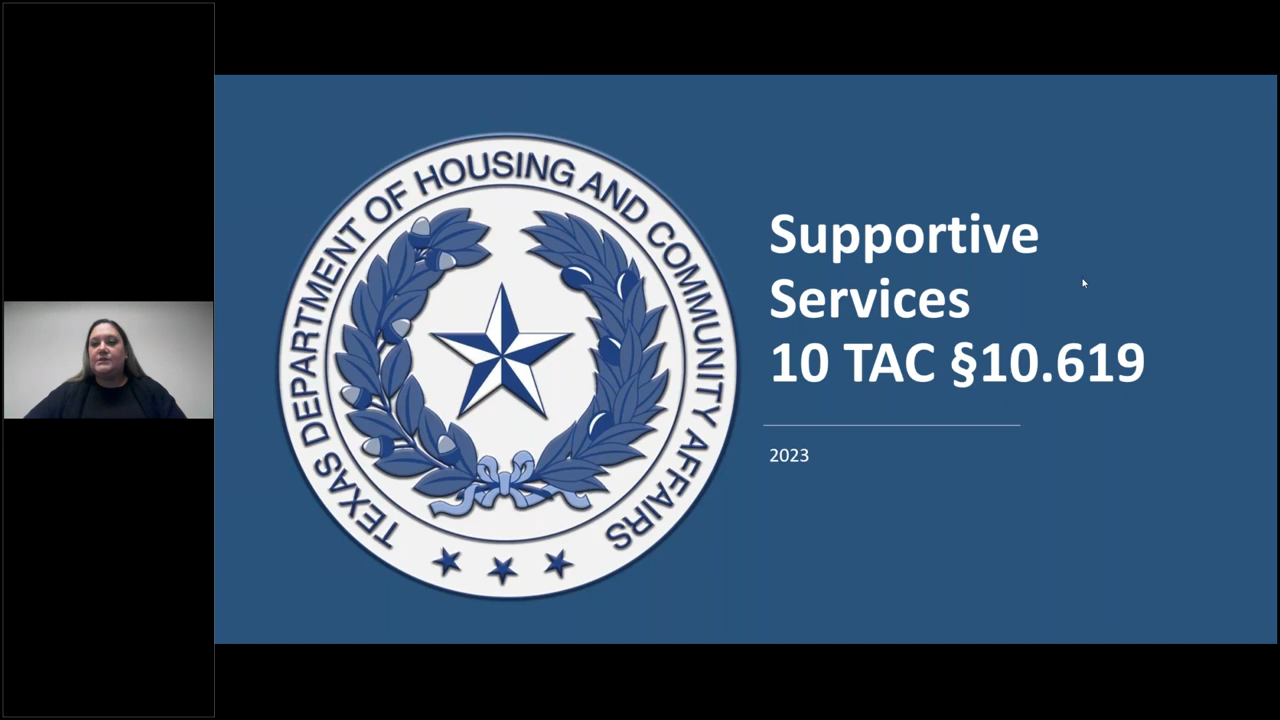 TEXAS DEPARTMENT OF HOUSING AND COMMUNITY AFFAIRS
Supportive
Services
10 TAC §10.619
2023